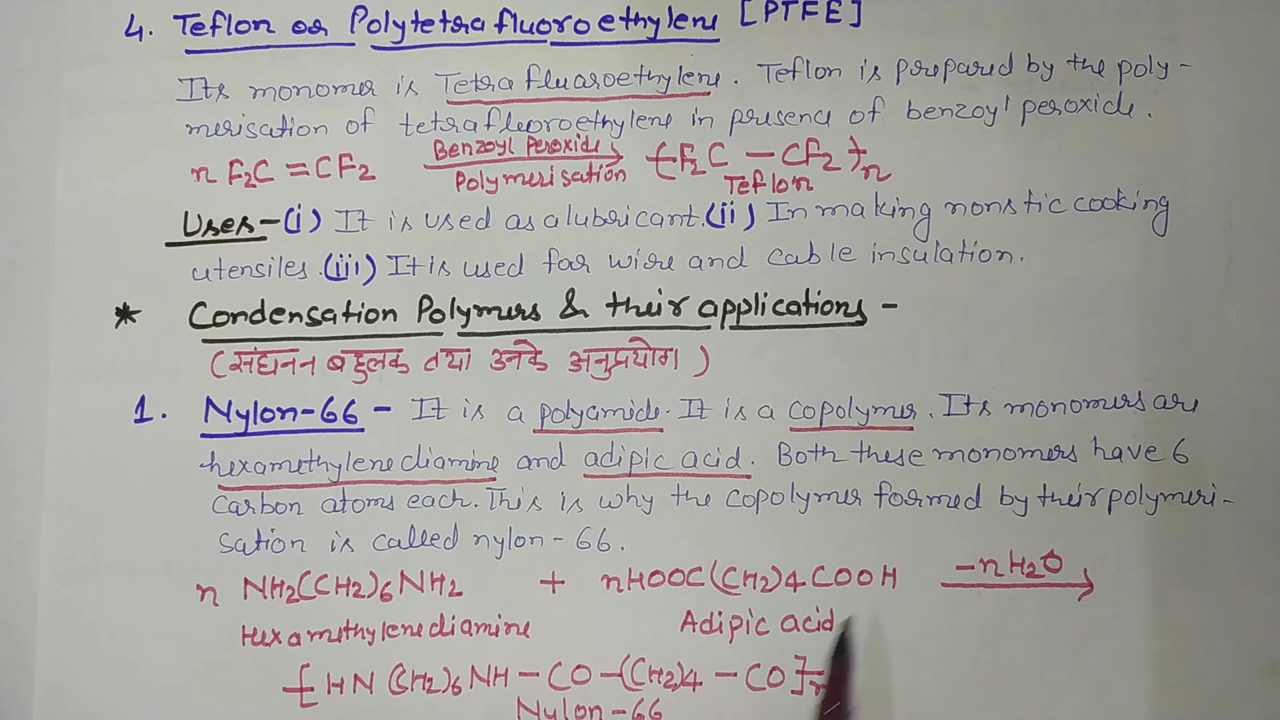 4. Teflon or Polytetrafluoroethylene [PTFE]
Its monomer is Tetrafluaroethylene. Teflon is prepared by the poly-
merisation of tetrafleoroethylene in presence of benzoyl peroxide.
n F2C = CF2 Benzoyl Peroxide Polymerisation {F2C - CF2}n
Teflon
Uses - (i) It is used as a lubricant. (ii) In making nonstic cooking
utensiles. (iii) It is used for wire and cable insulation.
* Condensation Polymers & their applications -
(संघनन बहुलक तथा उनके अनुप्रयोग)
1. Nylon-66 - It is a polyamide. It is a copolymer. Its monomers are
hexamethylene diamine and adipic acid. Both these monomers have 6
Carbon atoms each. This is why the copolymer formed by their polymeri-
sation is called nylon-66.
n NH2(CH2)6NH2 + nHOOC(CH2)4COOH -nH2O
Hexamethylenediamine Adipic acid
{HN (CH2)6NH - CO - (CH2)4 - CO}n
Nylon-66